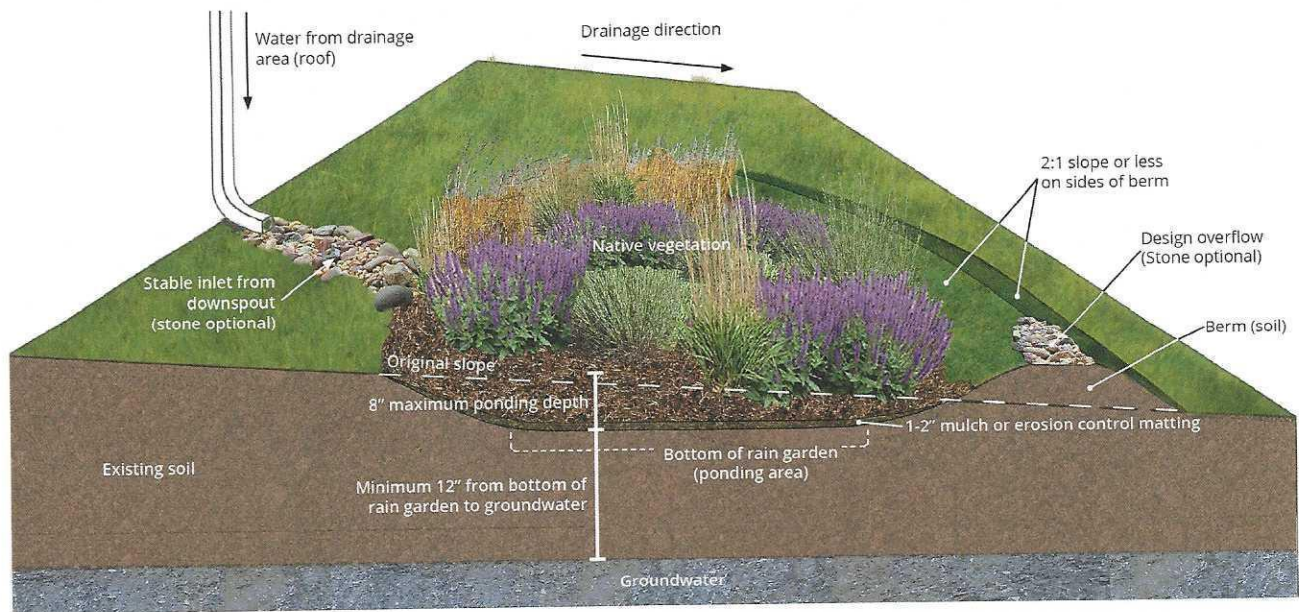 Water from drainage
area (roof)
Drainage direction
2:1 slope or less
on sides of berm
Native vegetation
Design overflow
(Stone optional)
Stable inlet from
downspout
(stone optional)
Berm (soil)
Original slope
8” maximum ponding depth
1-2” mulch or erosion control matting
Bottom of rain garden
(ponding area)
Existing soil
Minimum 12” from bottom of
rain garden to groundwater
Groundwater